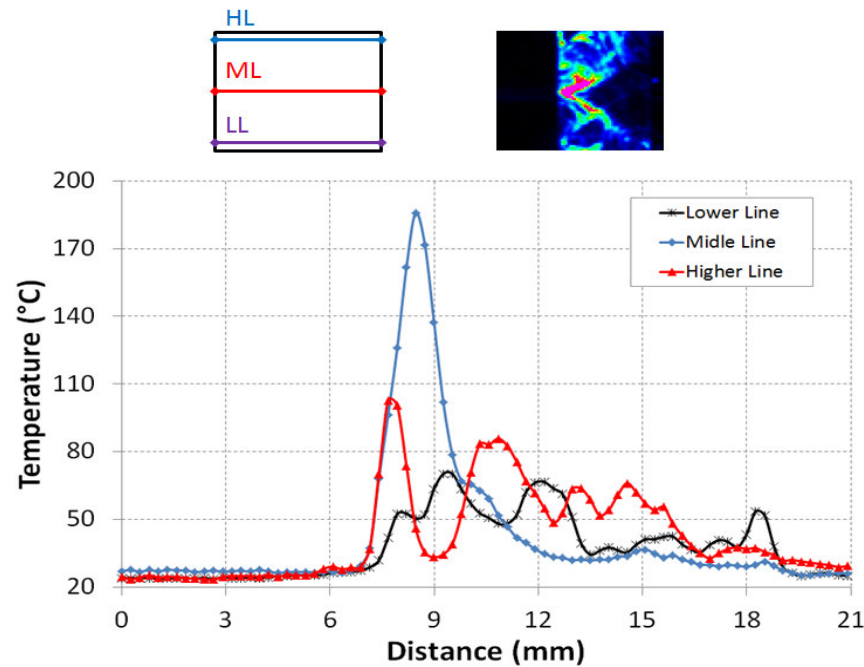 HL
ML
LL
200
170
140
110
80
50
20
Temperature (°C)
Lower Line
Midle Line
Higher Line
0 3 6 9 12 15 18 21
Distance (mm)